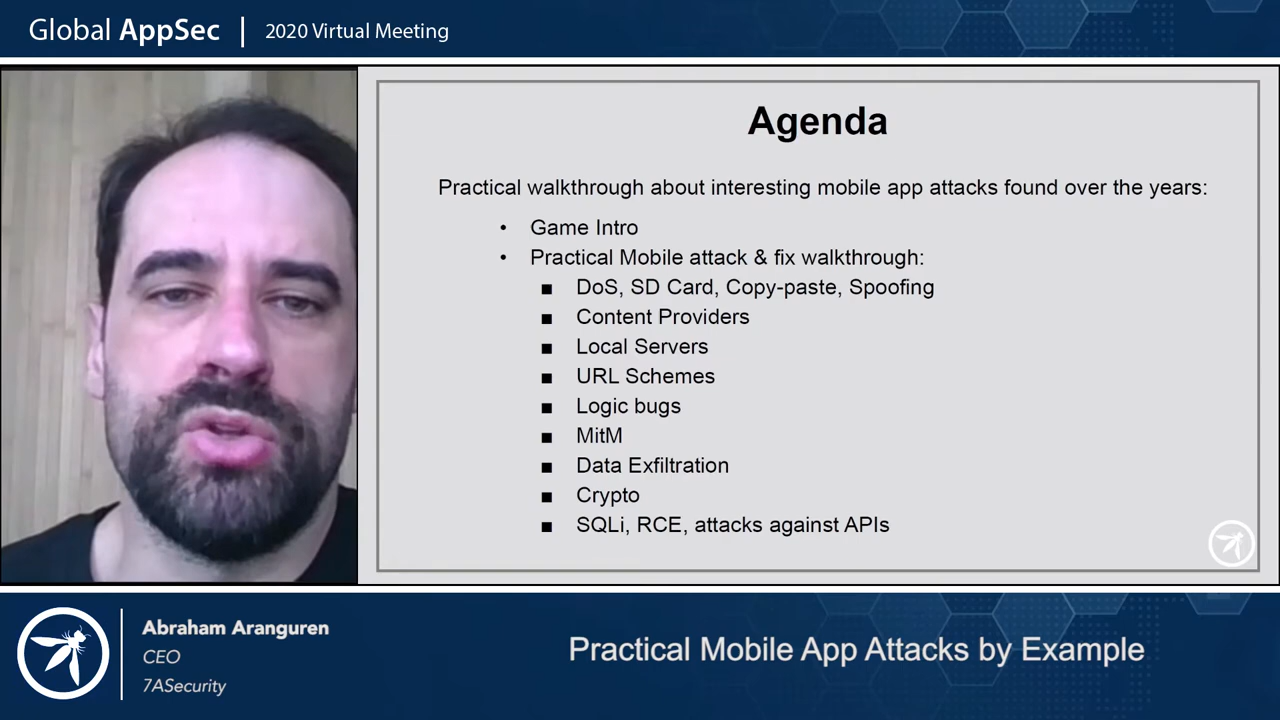 Global AppSec | 2020 Virtual Meeting
Agenda
Practical walkthrough about interesting mobile app attacks found over the years:
• Game Intro
• Practical Mobile attack & fix walkthrough:
■ DoS, SD Card, Copy-paste, Spoofing
■ Content Providers
■ Local Servers
■ URL Schemes
■ Logic bugs
■ MitM
■ Data Exfiltration
■ Crypto
■ SQLi, RCE, attacks against APIs
Abraham Aranguren
CEO
7ASecurity
Practical Mobile App Attacks by Example